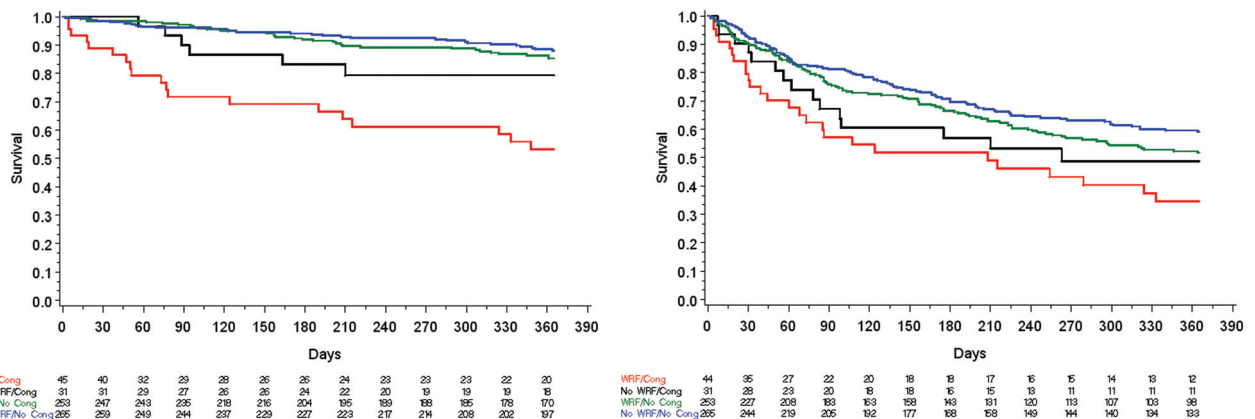 1.0
0.9
0.8
0.7
0.6
0.5
0.4
0.3
0.2
0.1
0.0
Survival
0 30 60 90 120 150 180 210 240 270 300 330 360 390
Days
Cong 45 40 32 29 28 26 26 24 23 23 23 22 20
RF/Cong 31 31 29 27 26 26 24 22 20 19 19 19 18
No Cong 253 247 243 235 218 216 204 195 189 188 185 178 170
RF/No Cong 265 259 249 244 237 229 227 223 217 214 208 202 197
1.0
0.9
0.8
0.7
0.6
0.5
0.4
0.3
0.2
0.1
0.0
Survival
0 30 60 90 120 150 180 210 240 270 300 330 360 390
Days
WRF/Cong 44 35 27 22 20 18 18 17 16 15 14 13 12
No WRF/Cong 31 28 23 20 18 18 16 15 13 11 11 11 11
WRF/No Cong 253 227 208 183 163 158 143 131 120 113 107 103 98
No WRF/No Cong 265 244 219 205 192 177 168 158 149 144 140 134 133